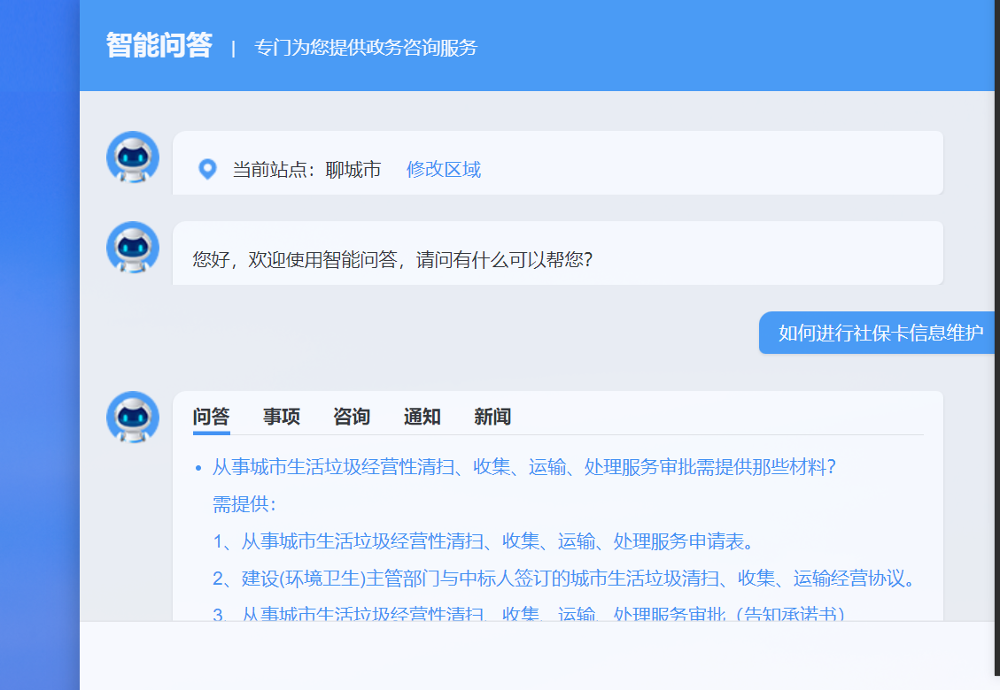 智能问答 | 专门为您提供政务咨询服务
当前站点：聊城市 修改区域
您好，欢迎使用智能问答，请问有什么可以帮您？
如何进行社保卡信息维护
问答 事项 咨询 通知 新闻
• 从事城市生活垃圾经营性清扫、收集、运输、处理服务审批需提供那些材料？
需提供：
1、从事城市生活垃圾经营性清扫、收集、运输、处理服务申请表。
2、建设(环境卫生)主管部门与中标人签订的城市生活垃圾清扫、收集、运输经营协议。
3、从事城市生活垃圾经营性清扫、收集、运输、处理服务审批（告知承诺书）